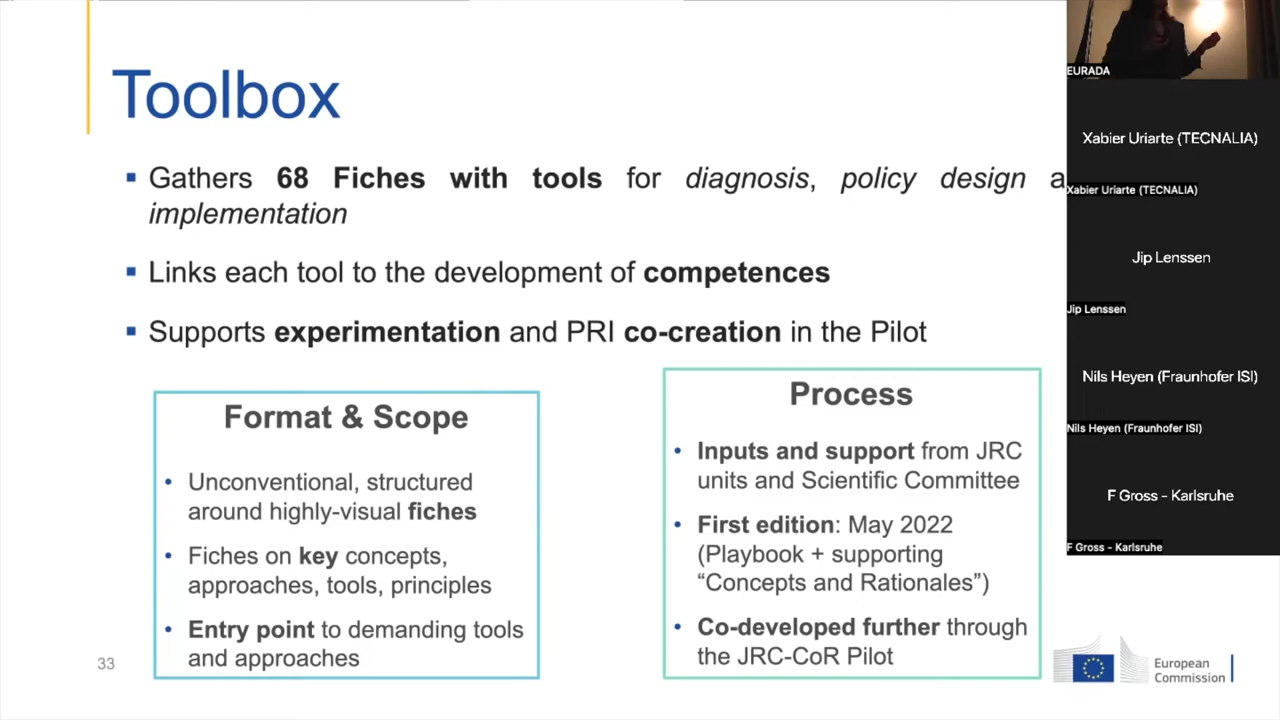 Toolbox
▪ Gathers 68 Fiches with tools for diagnosis, policy design a
implementation
▪ Links each tool to the development of competences
▪ Supports experimentation and PRI co-creation in the Pilot
Format & Scope
• Unconventional, structured
around highly-visual fiches
• Fiches on key concepts,
approaches, tools, principles
• Entry point to demanding tools
and approaches
Process
• Inputs and support from JRC
units and Scientific Committee
• First edition: May 2022
(Playbook + supporting
“Concepts and Rationales”)
• Co-developed further through
the JRC-CoR Pilot
33
European
Commission
EURADA
Xabier Uriarte (TECNALIA)
Xabier Uriarte (TECNALIA)
Jip Lenssen
Jip Lenssen
Nils Heyen (Fraunhofer ISI)
Nils Heyen (Fraunhofer ISI)
F Gross - Karlsruhe
F Gross - Karlsruhe